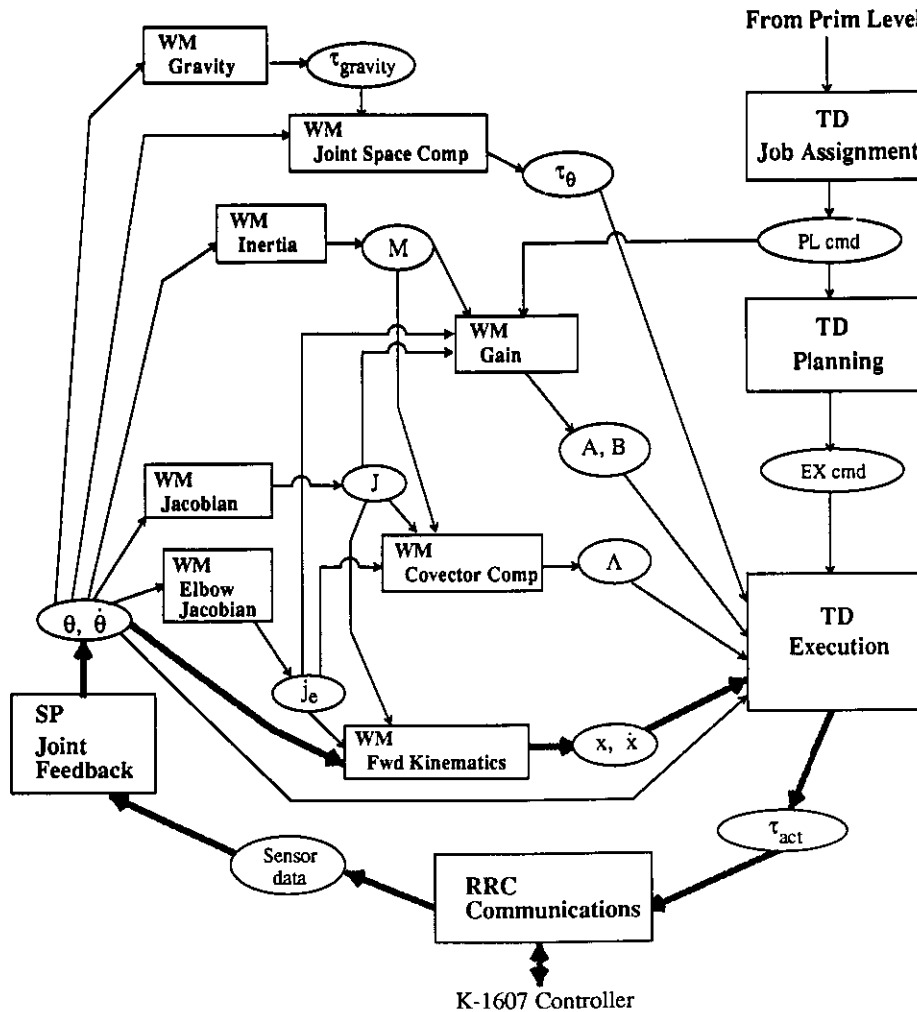 From Prim Level
WM
Gravity
τgravity
TD
Job Assignment
WM
Joint Space Comp
τθ
WM
Inertia
M
PL cmd
WM
Gain
TD
Planning
A, B
EX cmd
WM
Jacobian
J
WM
Covector Comp
Λ
WM
Elbow
Jacobian
θ, θ̇
TD
Execution
je
SP
Joint
Feedback
WM
Fwd Kinematics
x, ẋ
τact
Sensor
data
RRC
Communications
K-1607 Controller